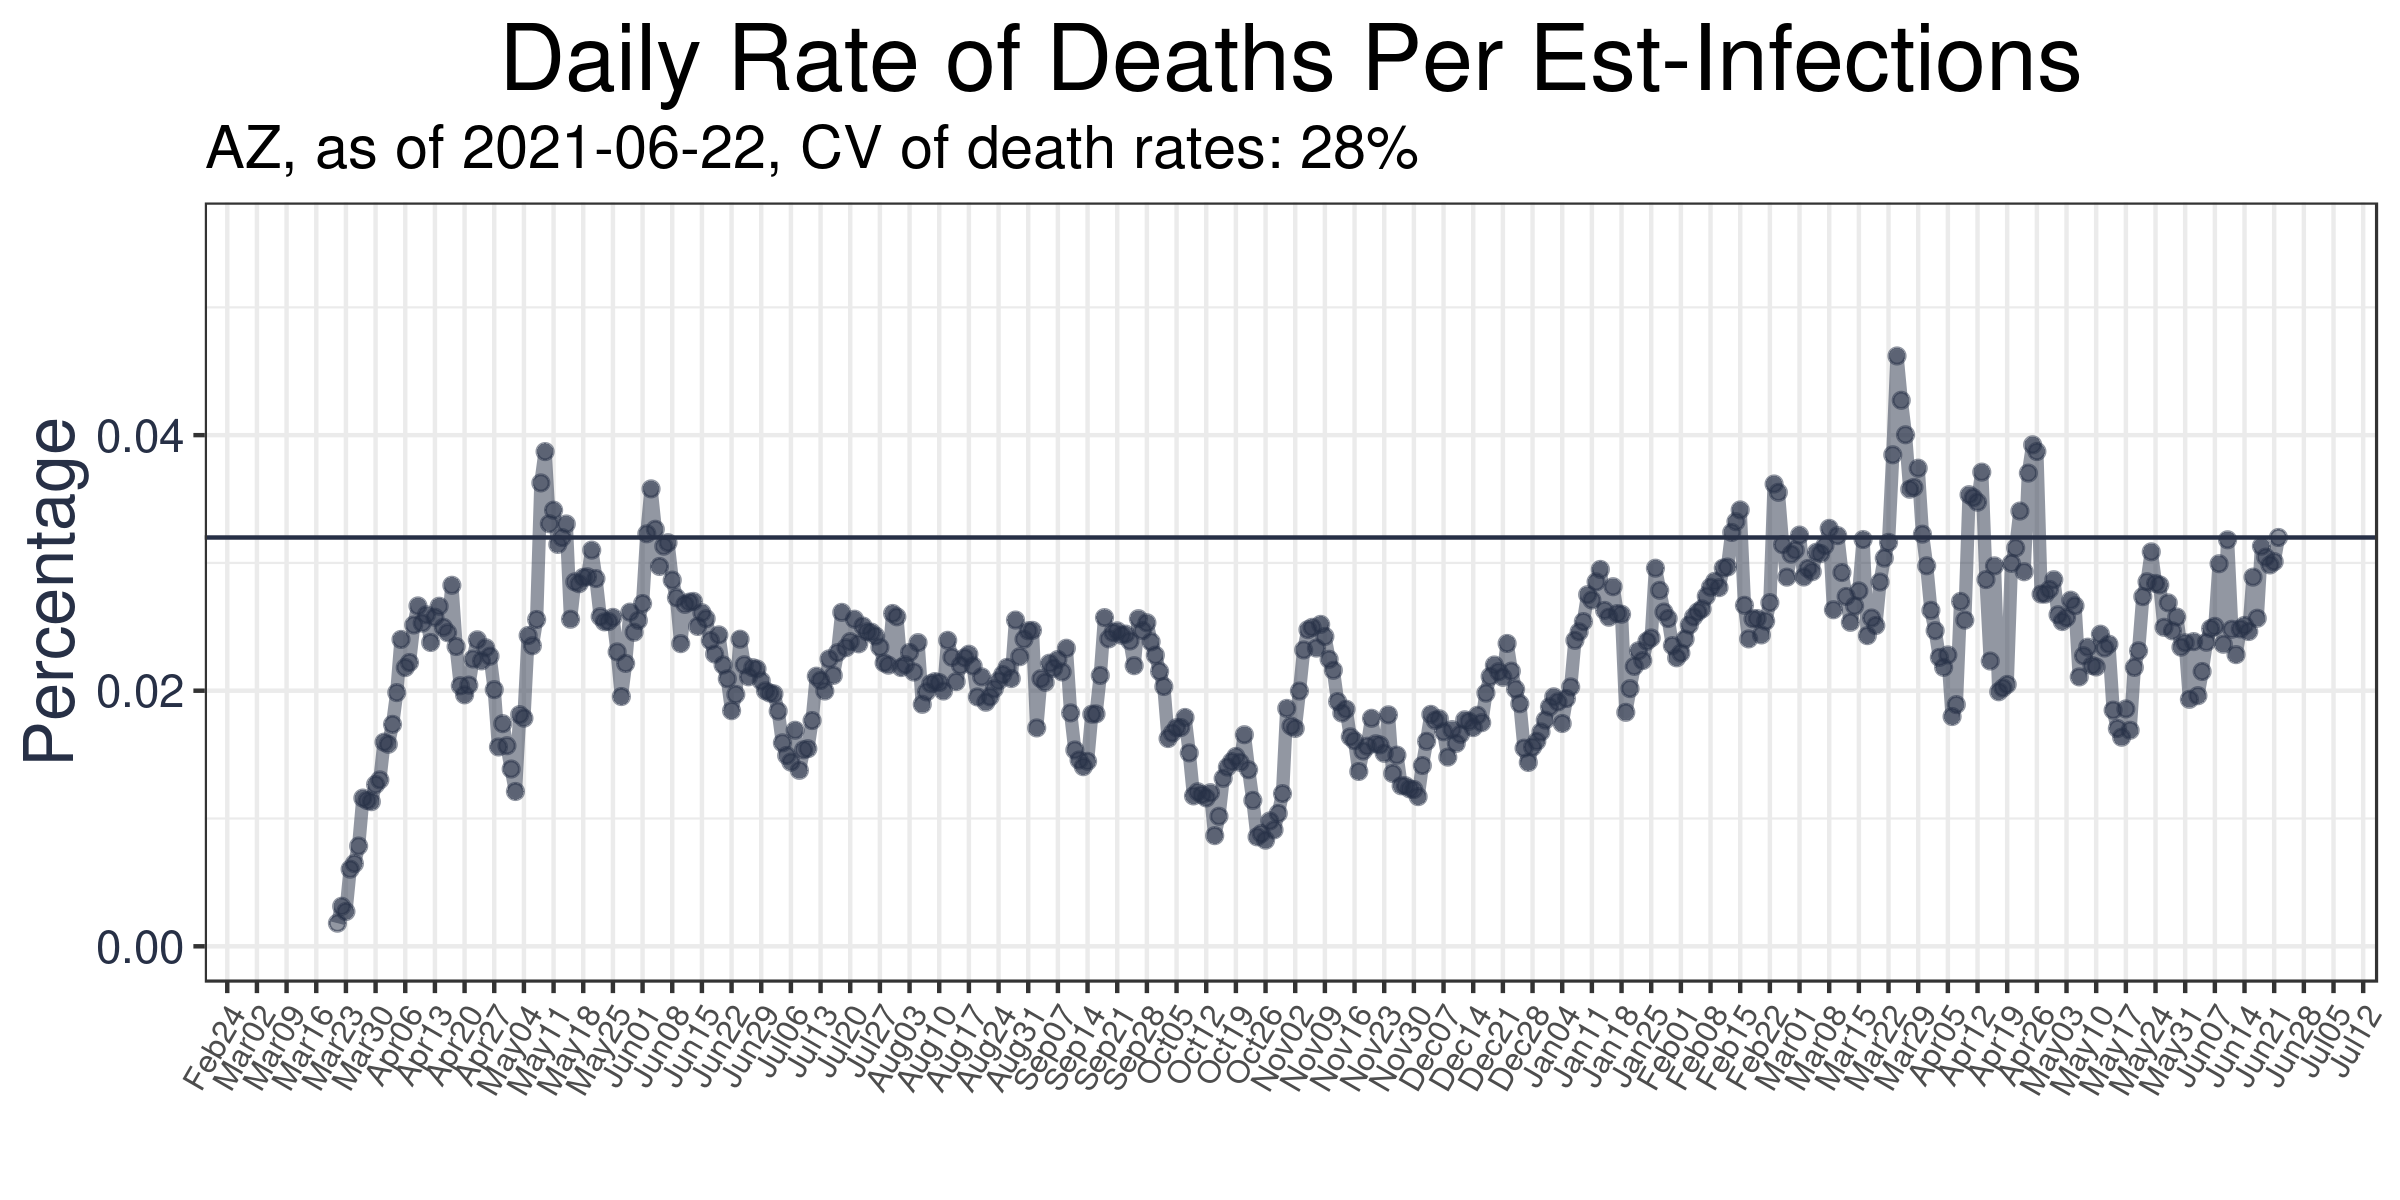 Daily Rate of Deaths Per Est-Infections
AZ, as of 2021-06-22, CV of death rates: 28%
Percentage
0.04
0.02
0.00
Feb24
Mar02
Mar09
Mar16
Mar23
Mar30
Apr06
Apr13
Apr20
Apr27
May04
May11
May18
May25
Jun01
Jun08
Jun15
Jun22
Jun29
Jul06
Jul13
Jul20
Jul27
Aug03
Aug10
Aug17
Aug24
Aug31
Sep07
Sep14
Sep21
Sep28
Oct05
Oct12
Oct19
Oct26
Nov02
Nov09
Nov16
Nov23
Nov30
Dec07
Dec14
Dec21
Dec28
Jan04
Jan11
Jan18
Jan25
Feb01
Feb08
Feb15
Feb22
Mar01
Mar08
Mar15
Mar22
Mar29
Apr05
Apr12
Apr19
Apr26
May03
May10
May17
May24
May31
Jun07
Jun14
Jun21
Jun28
Jul05
Jul12